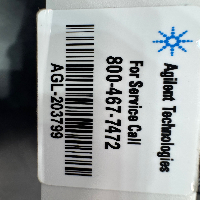 Agilent Technologies
For Service Call
800-467-7472
AGL-203799